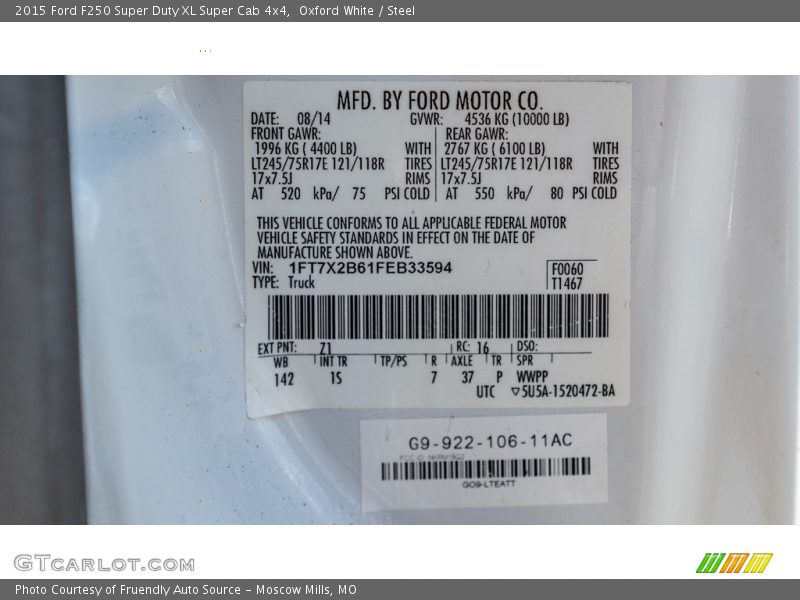 2015 Ford F250 Super Duty XL Super Cab 4x4, Oxford White / Steel
MFD. BY FORD MOTOR CO.
DATE: 08/14 GVWR: 4536 KG (10000 LB)
FRONT GAWR: REAR GAWR:
1996 KG ( 4400 LB) WITH 2767 KG ( 6100 LB) WITH
LT245/75R17E 121/118R TIRES LT245/75R17E 121/118R TIRES
17x7.5J RIMS 17x7.5J RIMS
AT 520 kPa/ 75 PSI COLD AT 550 kPa/ 80 PSI COLD
THIS VEHICLE CONFORMS TO ALL APPLICABLE FEDERAL MOTOR
VEHICLE SAFETY STANDARDS IN EFFECT ON THE DATE OF
MANUFACTURE SHOWN ABOVE.
VIN: 1FT7X2B61FEB33594 F0060
TYPE: Truck T1467
EXT PNT: Z1 RC: 16 DSO:
WB INT TR TP/PS R AXLE TR SPR
142 1S 7 37 P WWPP
UTC ▽5U5A-1520472-BA
G9-922-106-11AC
GO9-LTEATT
GTCARLOT.COM
Photo Courtesy of Fruendly Auto Source - Moscow Mills, MO